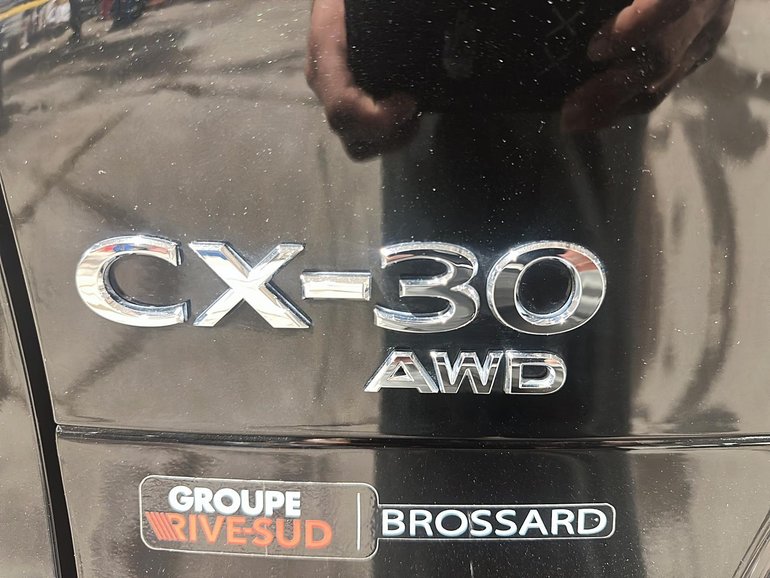 CX-30
AWD
GROUPE
RIVE-SUD
BROSSARD